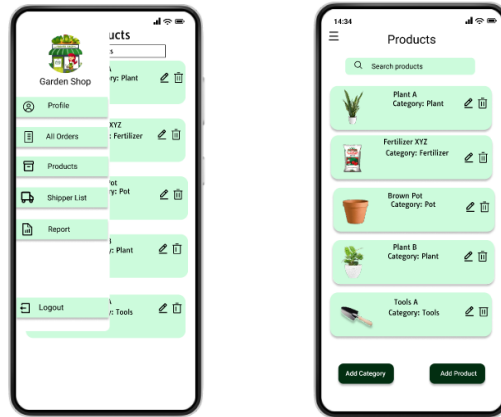 ucts
s
Garden Shop
ry: Plant
Profile
XYZ
All Orders
: Fertilizer
Products
ot
ry: Pot
Shipper List
Report
: Plant
Logout
: Tools
14:34
Products
Search products
Plant A
Category: Plant
Fertilizer XYZ
Category: Fertilizer
Brown Pot
Category: Pot
Plant B
Category: Plant
Tools A
Category: Tools
Add Category
Add Product